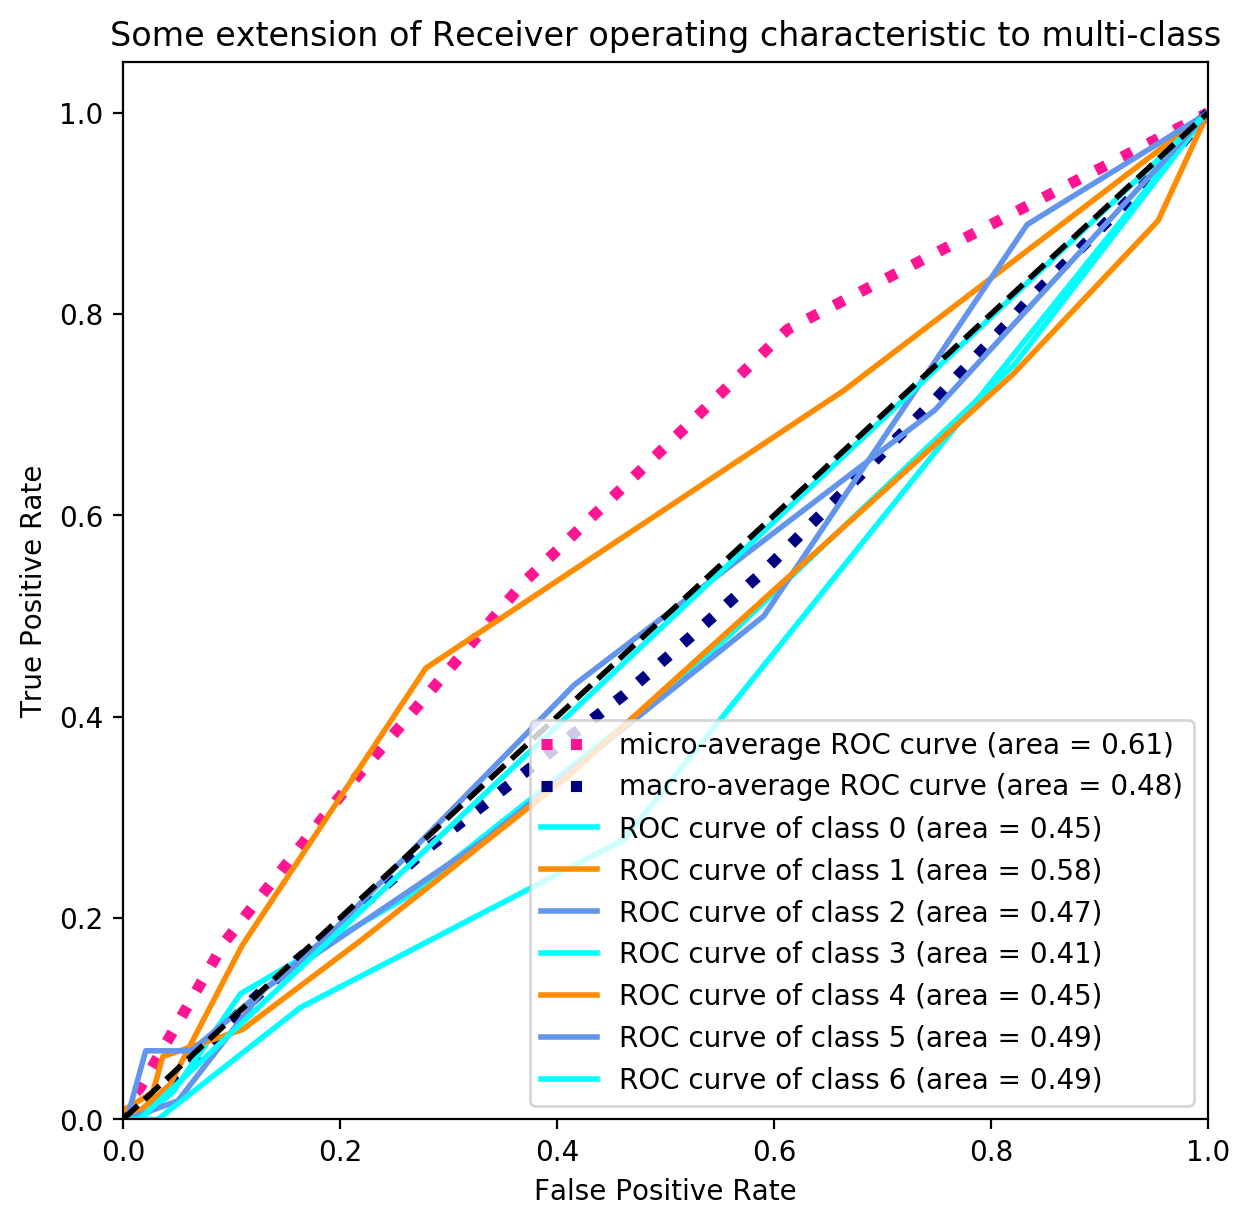 Some extension of Receiver operating characteristic to multi-class
1.0
0.8
0.6
0.4
0.2
0.0
True Positive Rate
micro-average ROC curve (area = 0.61)
macro-average ROC curve (area = 0.48)
ROC curve of class 0 (area = 0.45)
ROC curve of class 1 (area = 0.58)
ROC curve of class 2 (area = 0.47)
ROC curve of class 3 (area = 0.41)
ROC curve of class 4 (area = 0.45)
ROC curve of class 5 (area = 0.49)
ROC curve of class 6 (area = 0.49)
0.0 0.2 0.4 0.6 0.8 1.0
False Positive Rate